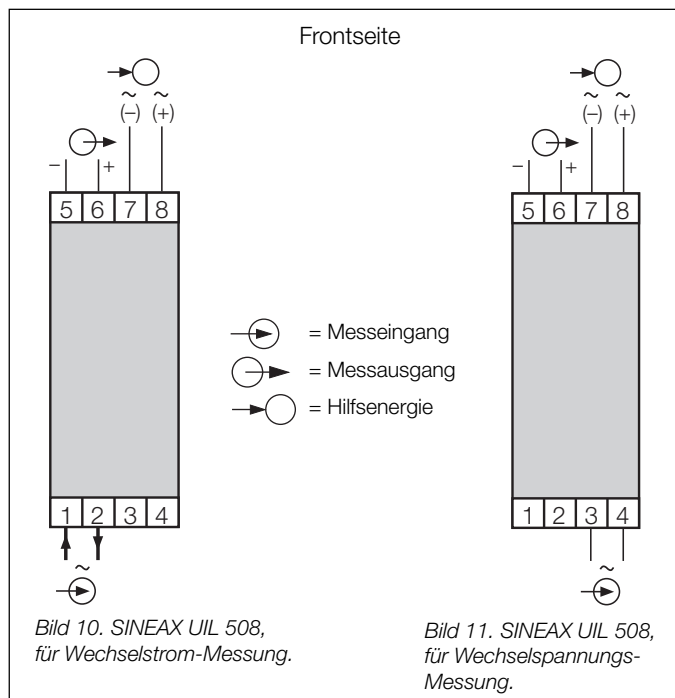 Frontseite
~ ~
(–) (+)
– +
5 6 7 8
~ ~
(–) (+)
– +
5 6 7 8
= Messeingang
= Messausgang
= Hilfsenergie
1 2 3 4
~
1 2 3 4
~
Bild 10. SINEAX UIL 508,
für Wechselstrom-Messung.
Bild 11. SINEAX UIL 508,
für Wechselspannungs-
Messung.